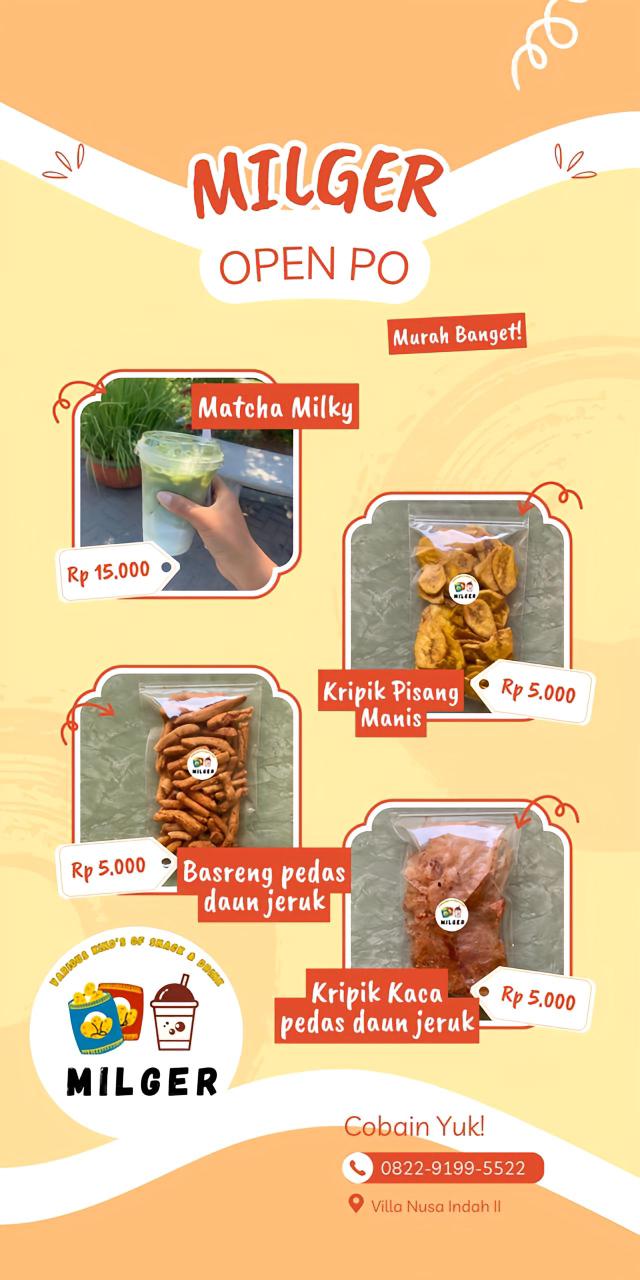 MILGER
OPEN PO
Murah Banget!
Matcha Milky
Rp 15.000
MILGER
Kripik Pisang
Manis
Rp 5.000
MILGER
Rp 5.000
Basreng pedas
daun jeruk
MILGER
Kripik Kaca
pedas daun jeruk
Rp 5.000
VARIOUS KIND'S OF SNACK & DRINK
MILGER
Cobain Yuk!
0822-9199-5522
Villa Nusa Indah II